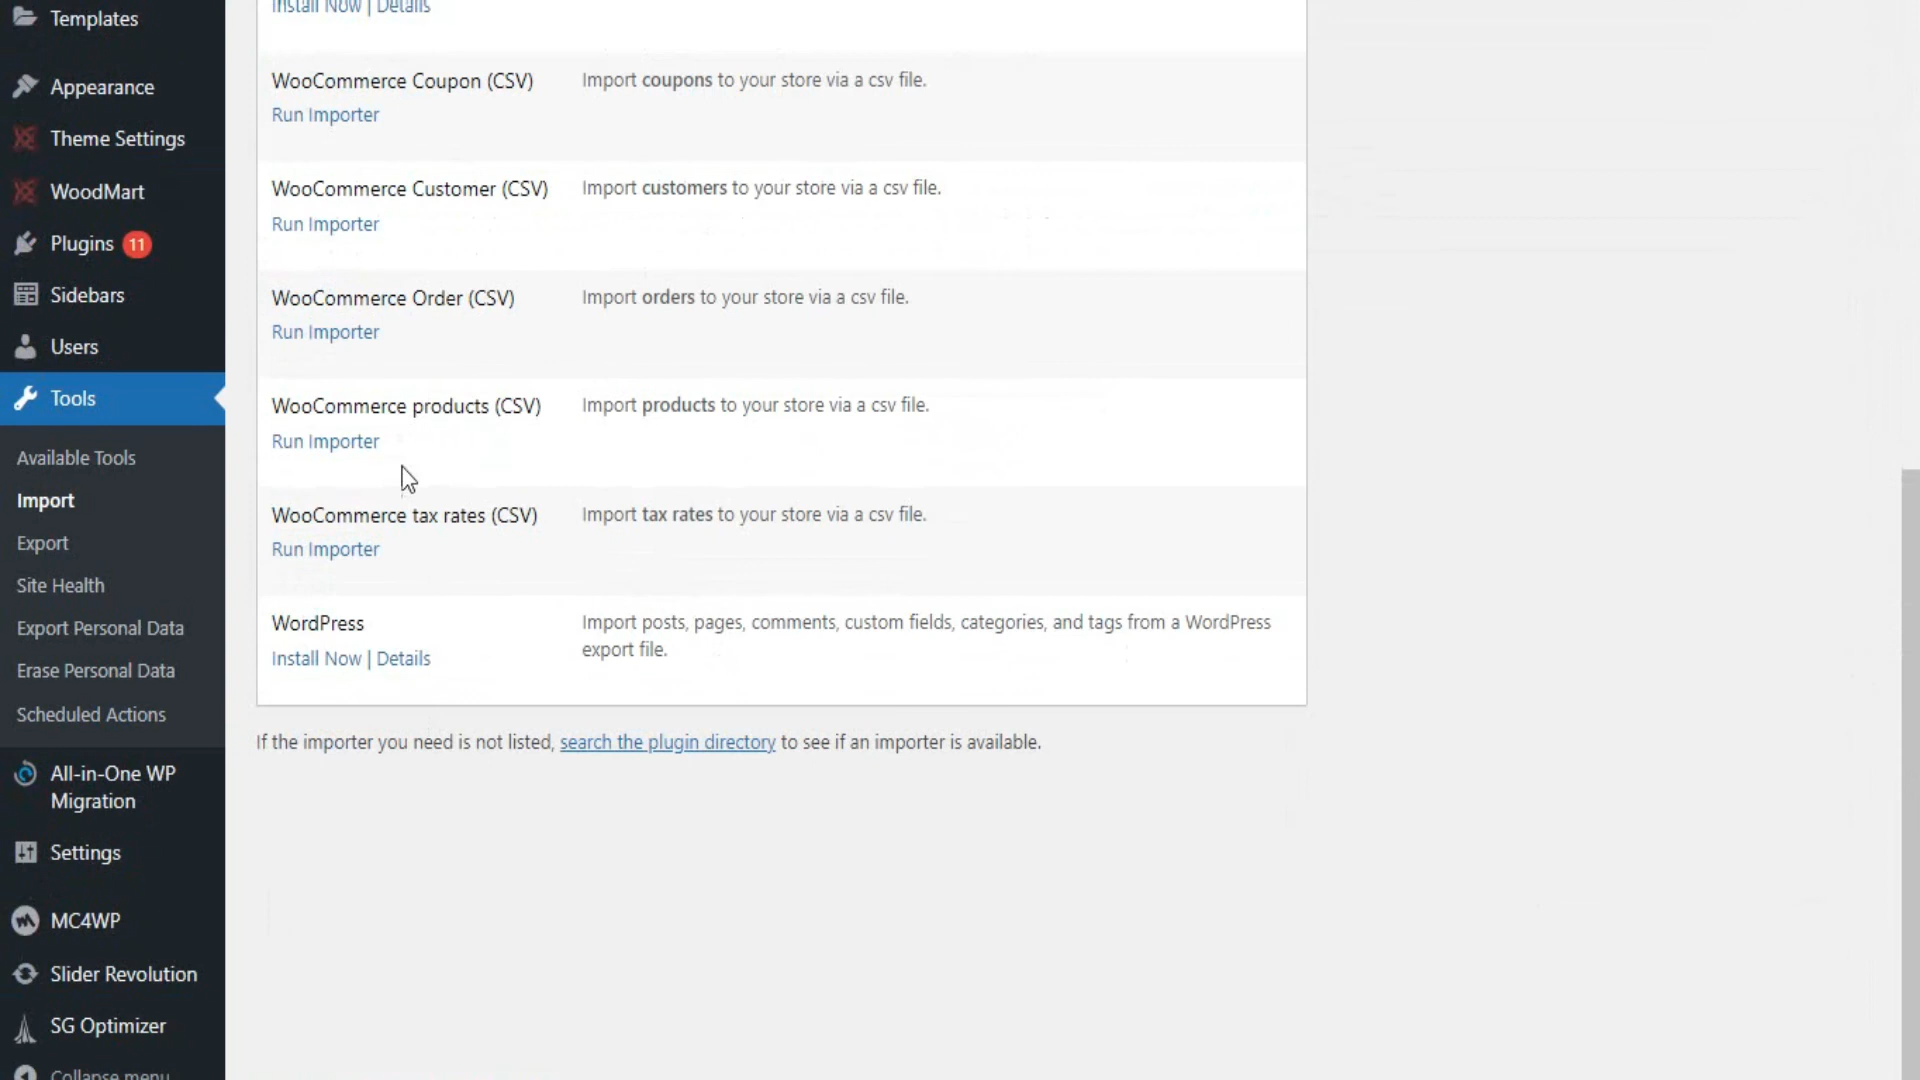 Templates
Appearance
Theme Settings
WoodMart
Plugins 11
Sidebars
Users
Tools
Available Tools
Import
Export
Site Health
Export Personal Data
Erase Personal Data
Scheduled Actions
All-in-One WP
Migration
Settings
MC4WP
Slider Revolution
SG Optimizer
Collapse menu
Install Now | Details
WooCommerce Coupon (CSV)
Import coupons to your store via a csv file.
Run Importer
WooCommerce Customer (CSV)
Import customers to your store via a csv file.
Run Importer
WooCommerce Order (CSV)
Import orders to your store via a csv file.
Run Importer
WooCommerce products (CSV)
Import products to your store via a csv file.
Run Importer
WooCommerce tax rates (CSV)
Import tax rates to your store via a csv file.
Run Importer
WordPress
Install Now | Details
Import posts, pages, comments, custom fields, categories, and tags from a WordPress
export file.
If the importer you need is not listed, search the plugin directory to see if an importer is available.